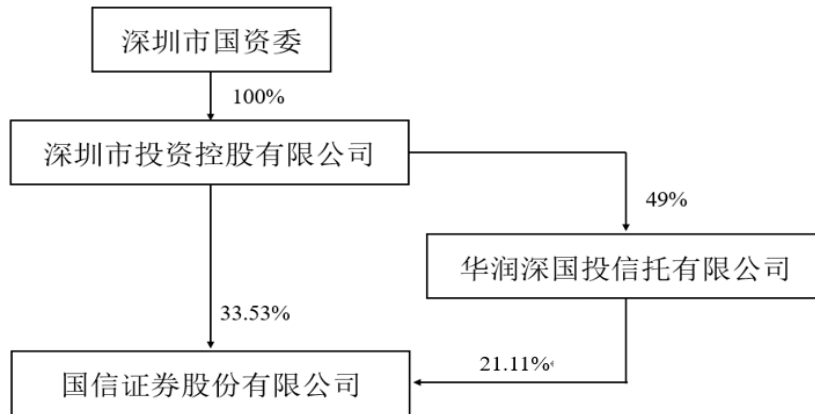 深圳市国资委
100%
深圳市投资控股有限公司
49%
华润深国投信托有限公司
33.53%
21.11%
国信证券股份有限公司